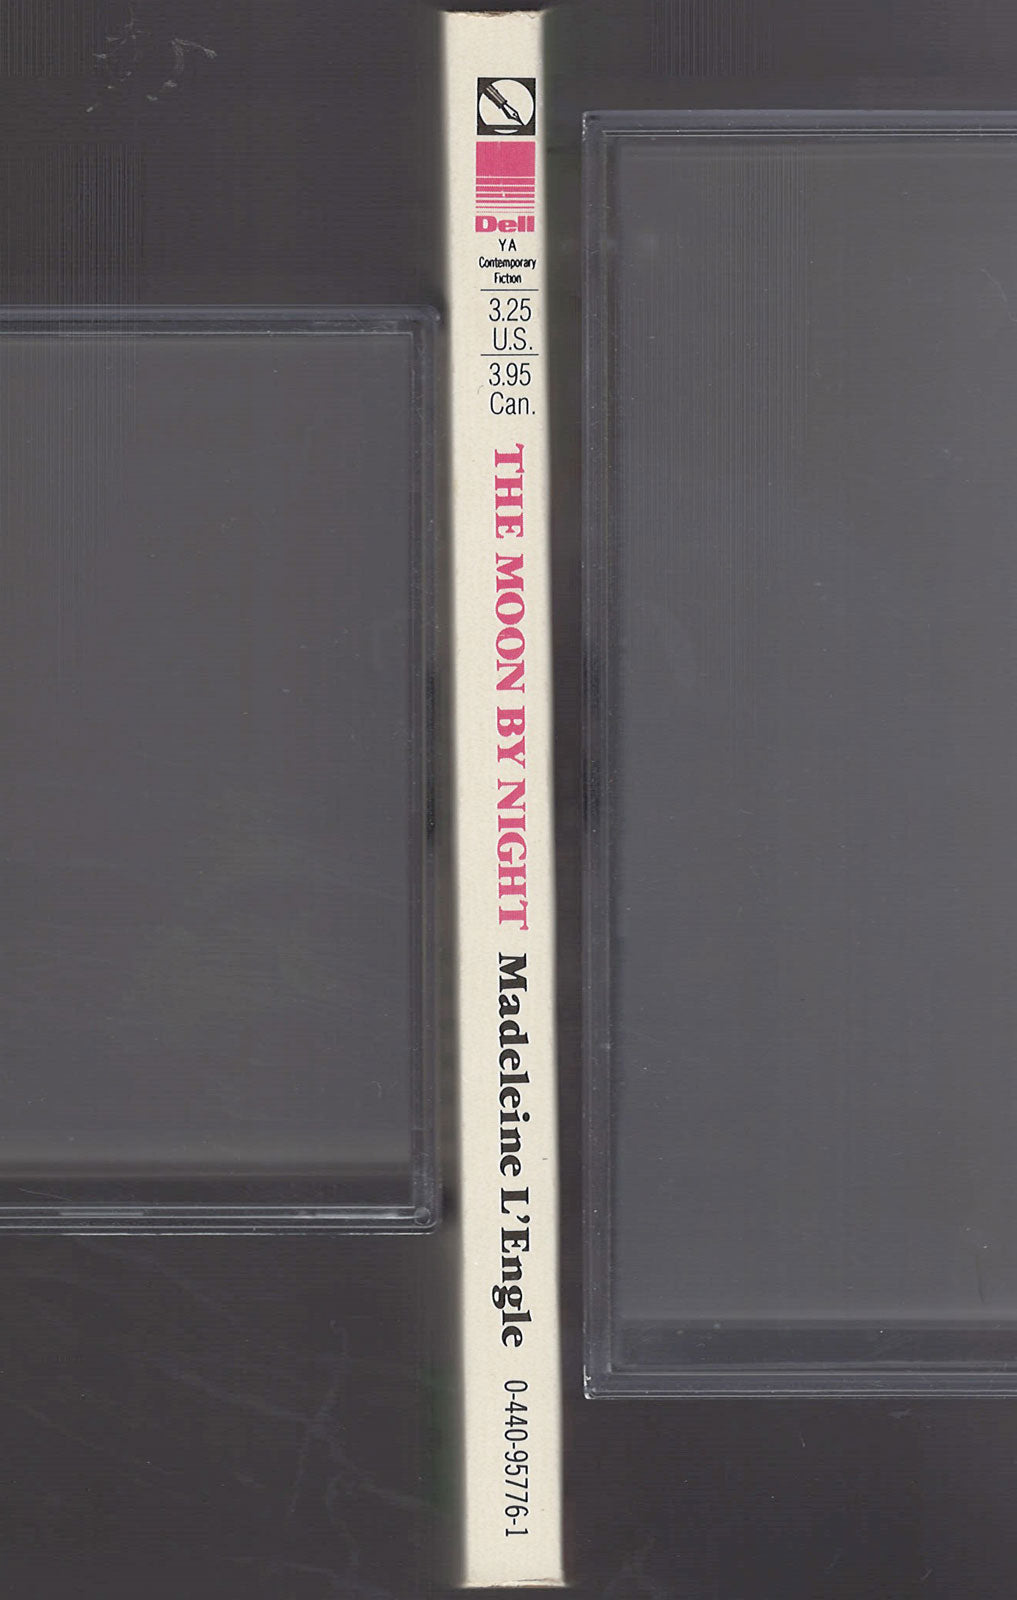 Dell
YA
Contemporary
Fiction
3.25
U.S.
3.95
Can.
THE MOON BY NIGHT Madeleine L'Engle 0-440-95776-1